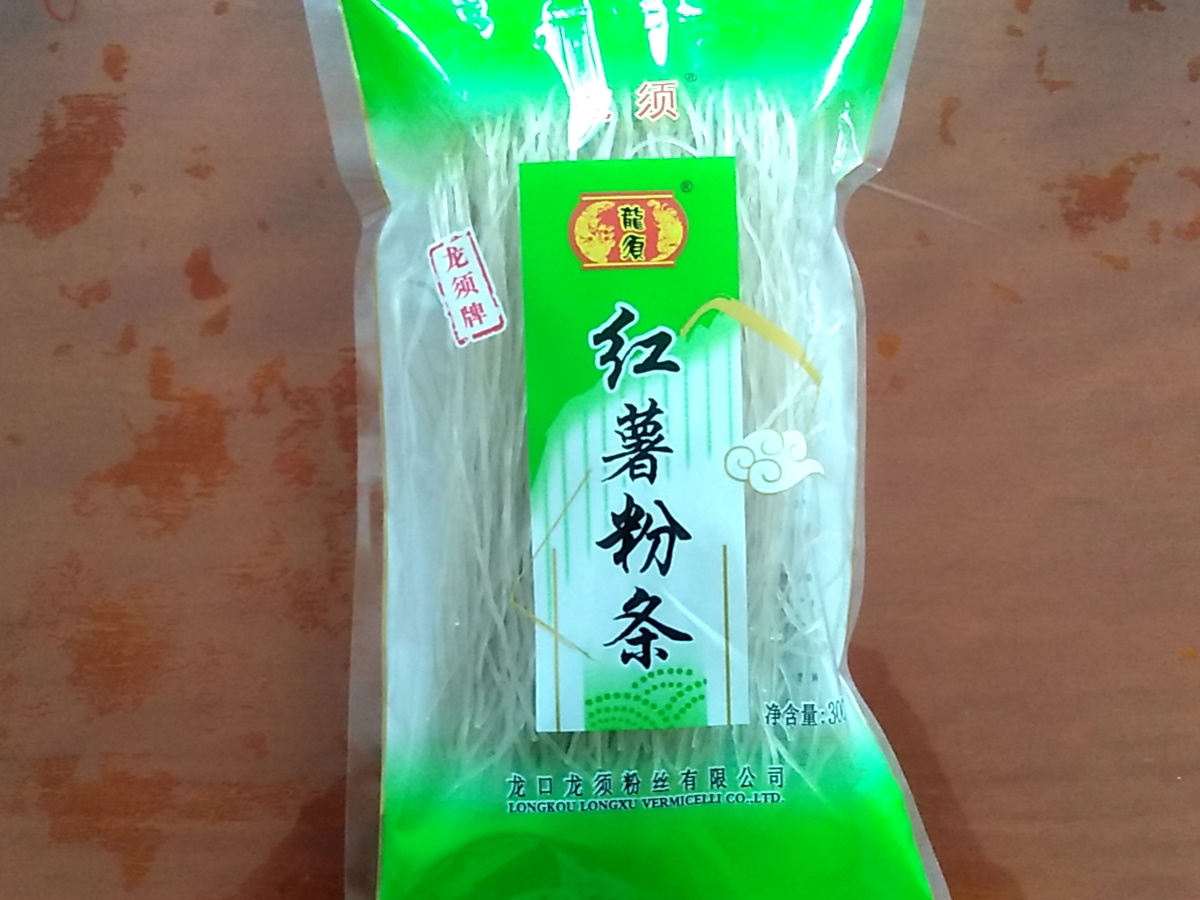 须®
龍須®
龙须牌
红薯粉条
净含量:300
龙口龙须粉丝有限公司
LONGKOU LONGXU VERMICELLI CO.,LTD.